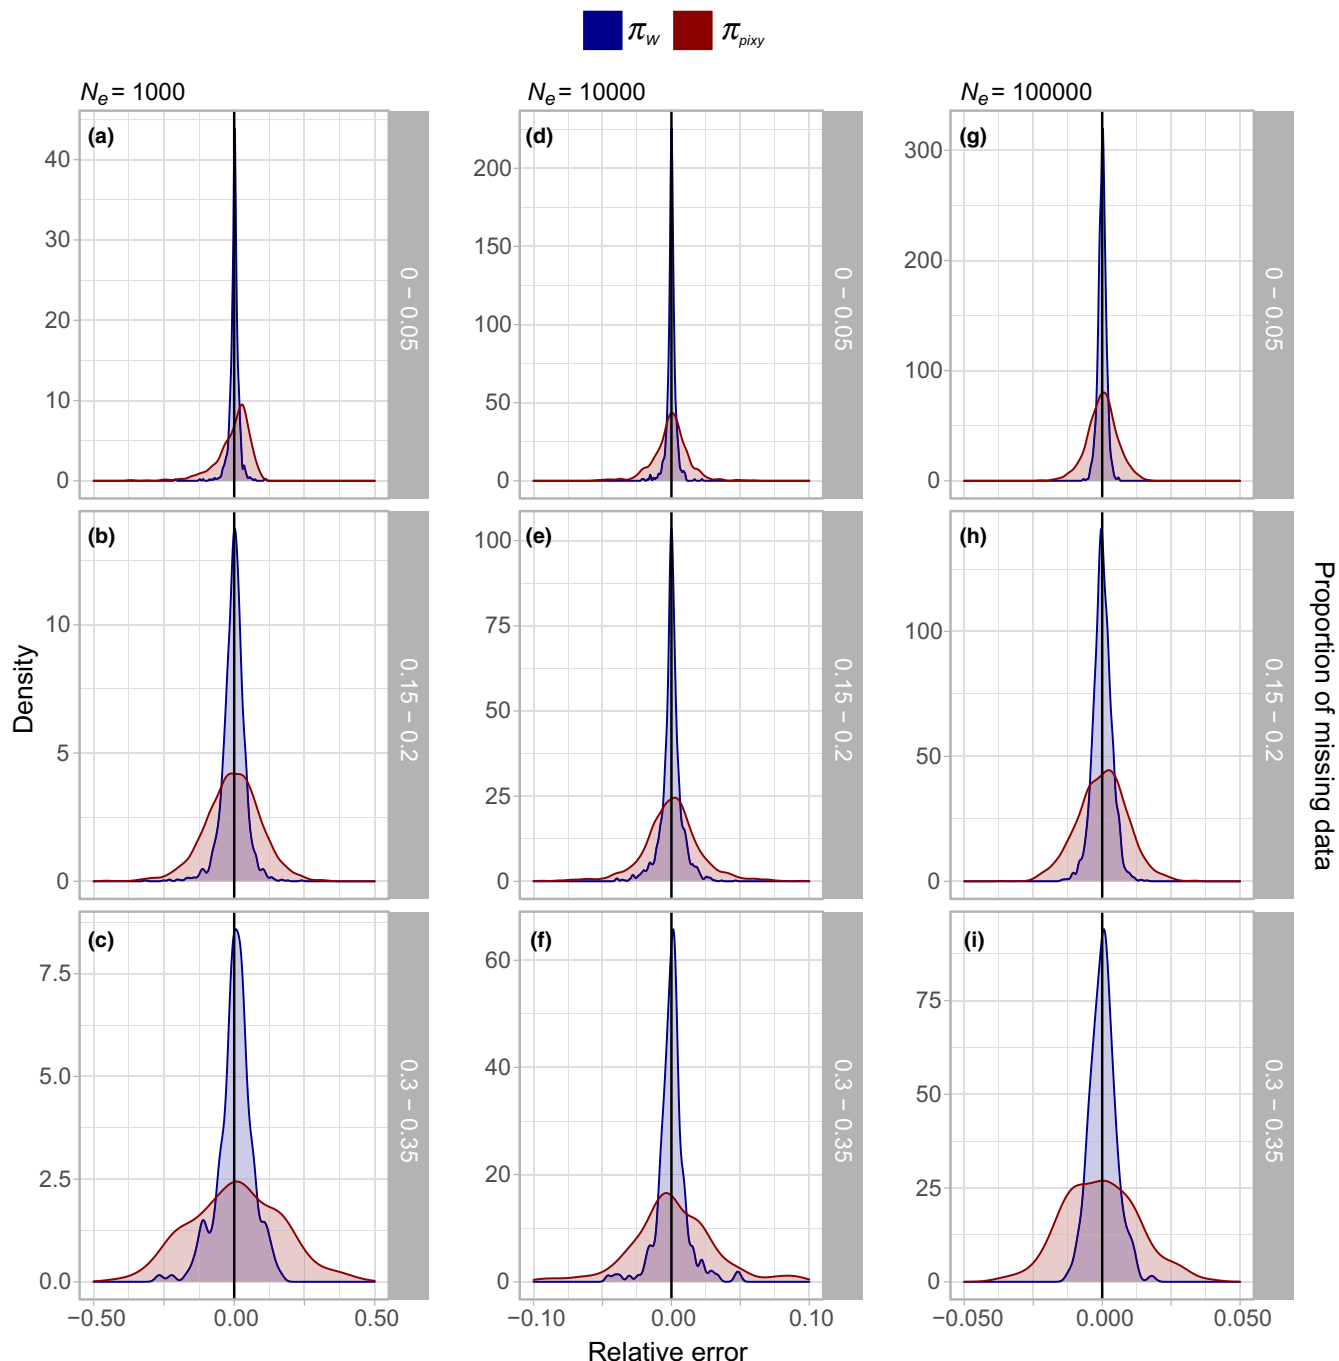 π_W π_pixy
N_e = 1000
N_e = 10000
N_e = 100000
(a)
40
30
20
10
0
0 − 0.05
(d)
200
150
100
50
0
0 − 0.05
(g)
300
200
100
0
0 − 0.05
(b)
10
5
0
0.15 − 0.2
(e)
100
75
50
25
0
0.15 − 0.2
(h)
100
50
0
0.15 − 0.2
(c)
7.5
5.0
2.5
0.0
0.3 − 0.35
(f)
60
40
20
0
0.3 − 0.35
(i)
75
50
25
0
0.3 − 0.35
−0.50 0.00 0.50
−0.10 0.00 0.10
−0.050 0.000 0.050
Density
Relative error
Proportion of missing data